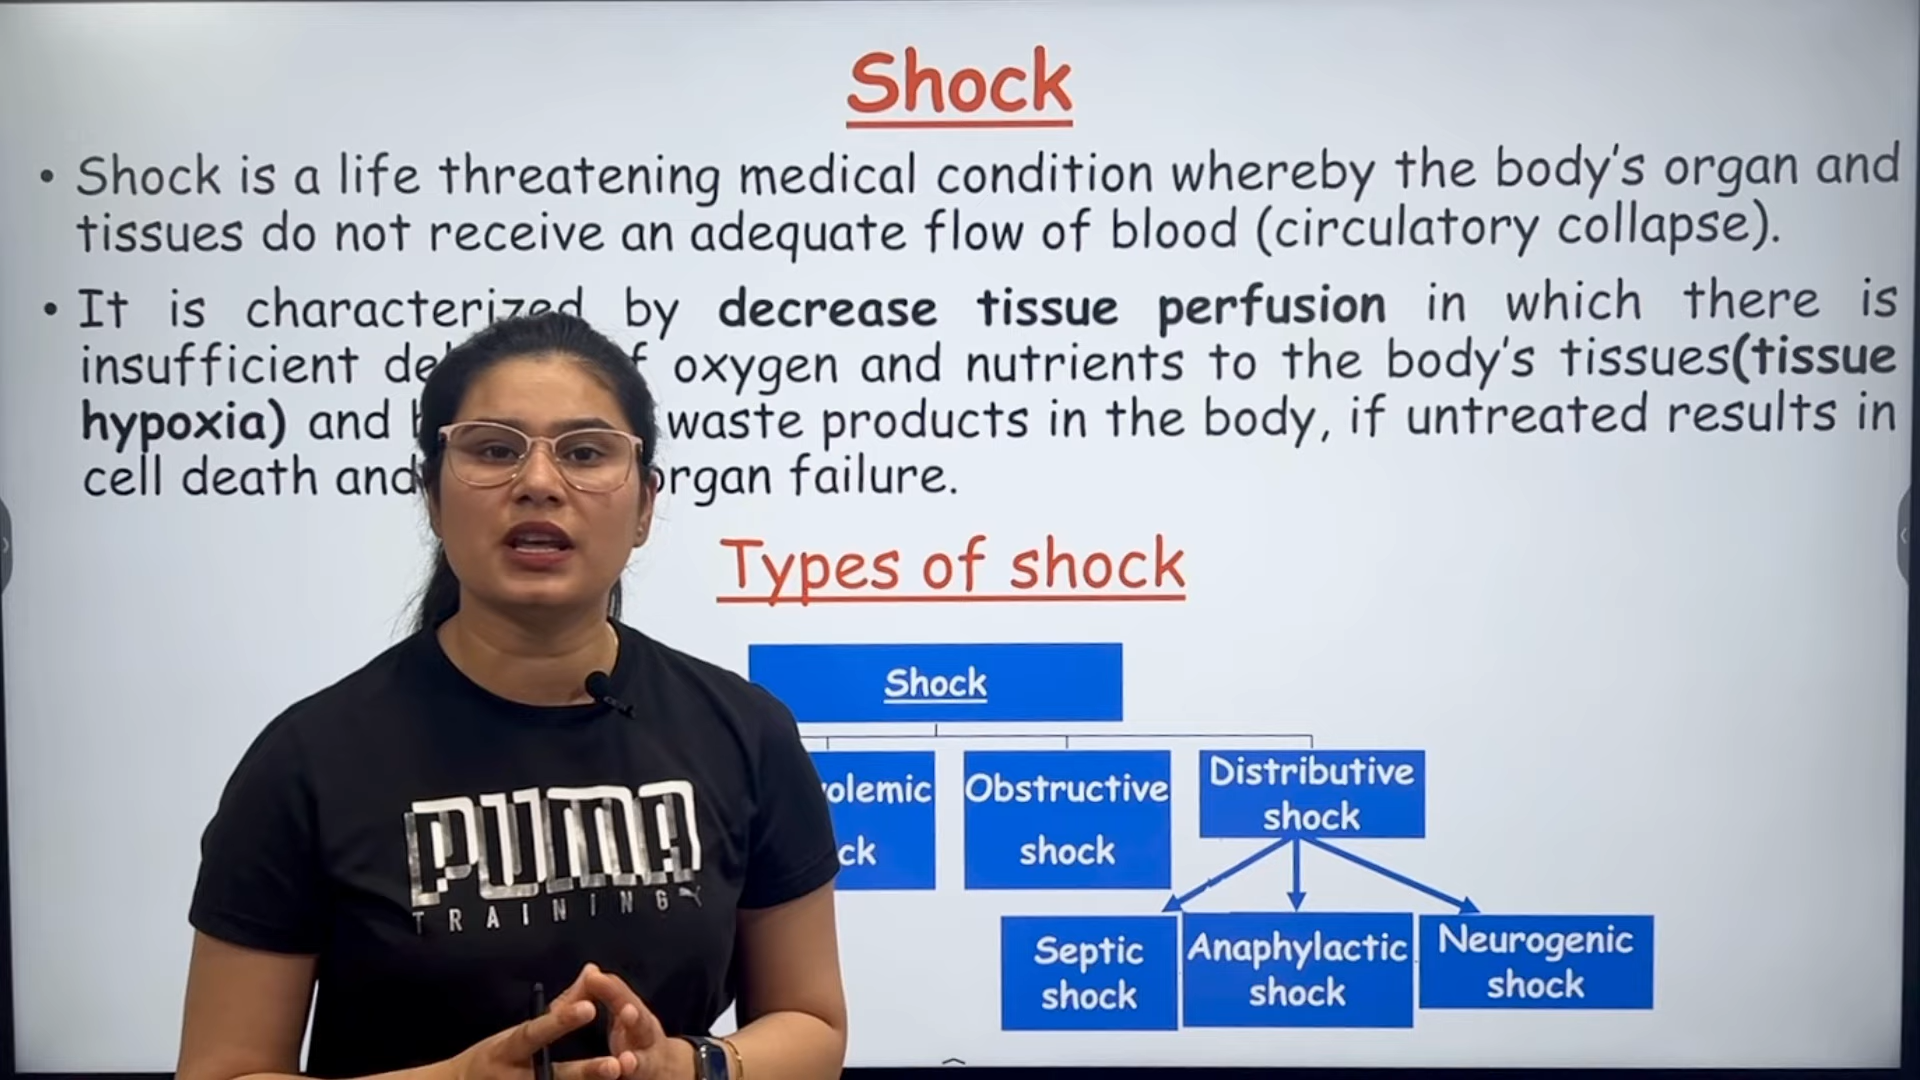 Shock
• Shock is a life threatening medical condition whereby the body's organ and
tissues do not receive an adequate flow of blood (circulatory collapse).
• It is characterized by decrease tissue perfusion in which there is
insufficient oxygen and nutrients to the body's tissues(tissue
hypoxia) and waste products in the body, if untreated results in
cell death and organ failure.
Types of shock
Shock
Obstructive
shock
Distributive
shock
Septic
shock
Anaphylactic
shock
Neurogenic
shock
PUMA
TRAINING